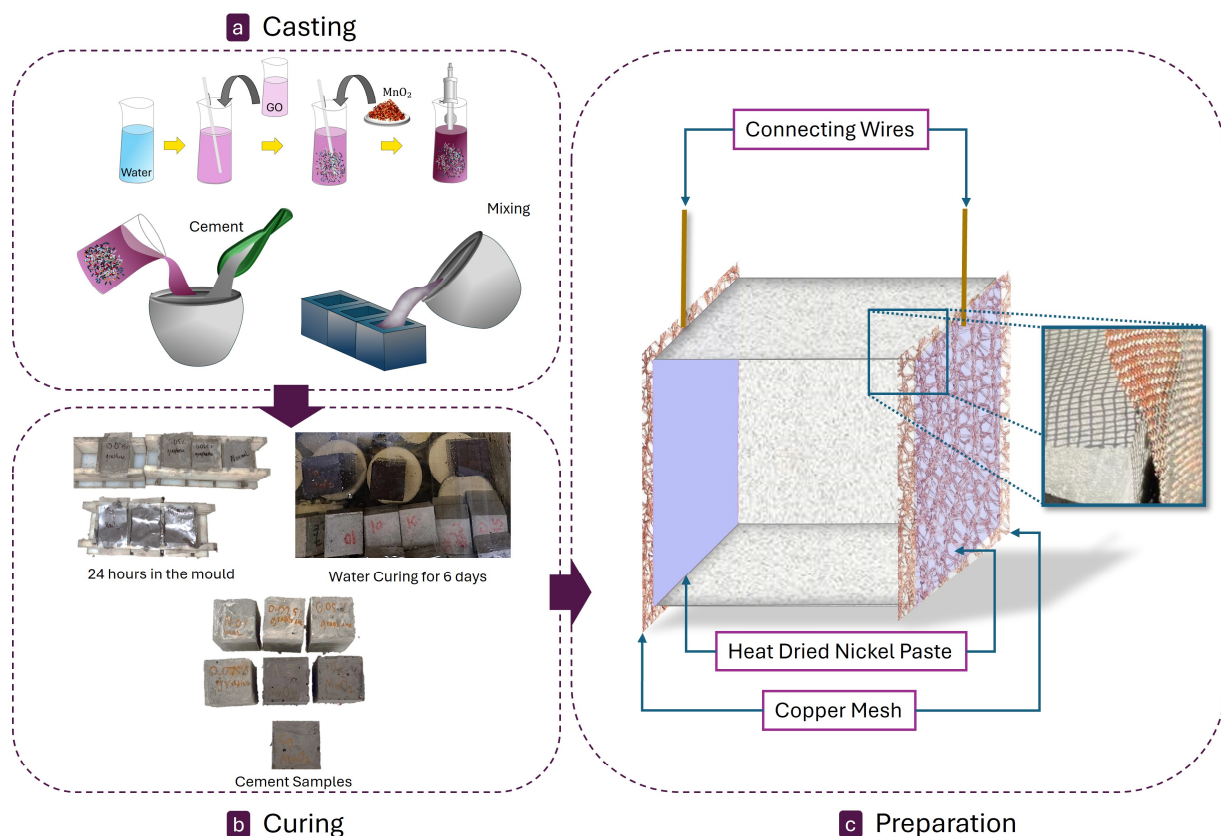 a Casting
GO
MnO₂
Water
Cement
Mixing
24 hours in the mould
Water Curing for 6 days
Cement Samples
b Curing
Connecting Wires
Heat Dried Nickel Paste
Copper Mesh
c Preparation